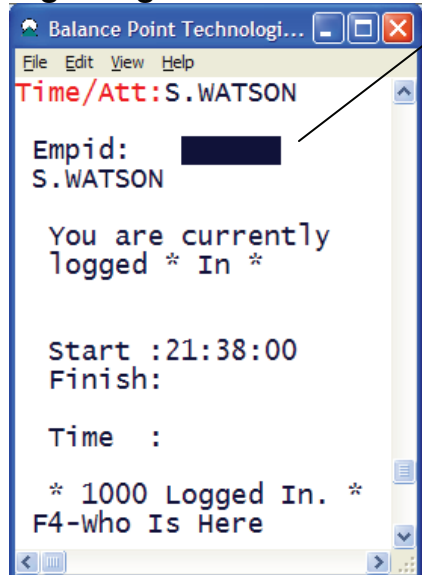 Balance Point Technologi...
File Edit View Help
Time/Att:S.WATSON
Empid:
S.WATSON
You are currently
logged * In *
Start :21:38:00
Finish:
Time :
* 1000 Logged In. *
F4-Who Is Here